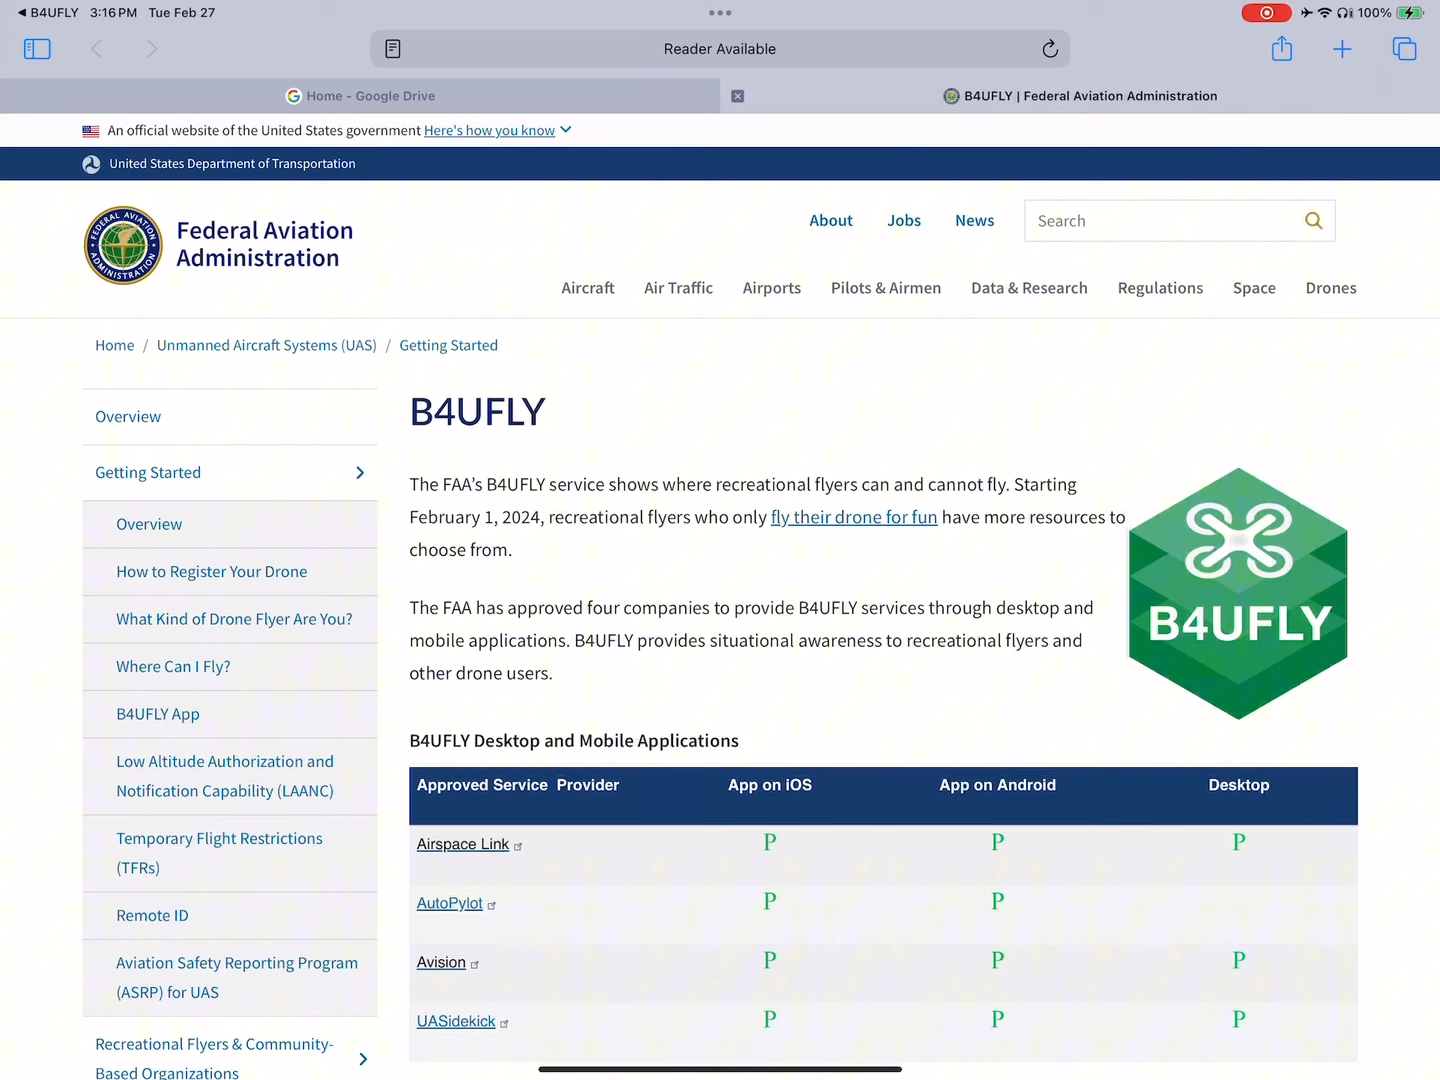 ◀ B4UFLY 3:16 PM Tue Feb 27
100%
Reader Available
Home - Google Drive
B4UFLY | Federal Aviation Administration
An official website of the United States government Here's how you know
United States Department of Transportation
FEDERAL AVIATION ADMINISTRATION
Federal Aviation
Administration
About Jobs News Search
Aircraft Air Traffic Airports Pilots & Airmen Data & Research Regulations Space Drones
Home / Unmanned Aircraft Systems (UAS) / Getting Started
Overview
Getting Started
Overview
How to Register Your Drone
What Kind of Drone Flyer Are You?
Where Can I Fly?
B4UFLY App
Low Altitude Authorization and
Notification Capability (LAANC)
Temporary Flight Restrictions
(TFRs)
Remote ID
Aviation Safety Reporting Program
(ASRP) for UAS
Recreational Flyers & Community-
Based Organizations
B4UFLY
The FAA's B4UFLY service shows where recreational flyers can and cannot fly. Starting
February 1, 2024, recreational flyers who only fly their drone for fun have more resources to
choose from.
The FAA has approved four companies to provide B4UFLY services through desktop and
mobile applications. B4UFLY provides situational awareness to recreational flyers and
other drone users.
B4UFLY
B4UFLY Desktop and Mobile Applications
Approved Service Provider App on iOS App on Android Desktop
Airspace Link P P P
AutoPylot P P
Avision P P P
UASidekick P P P